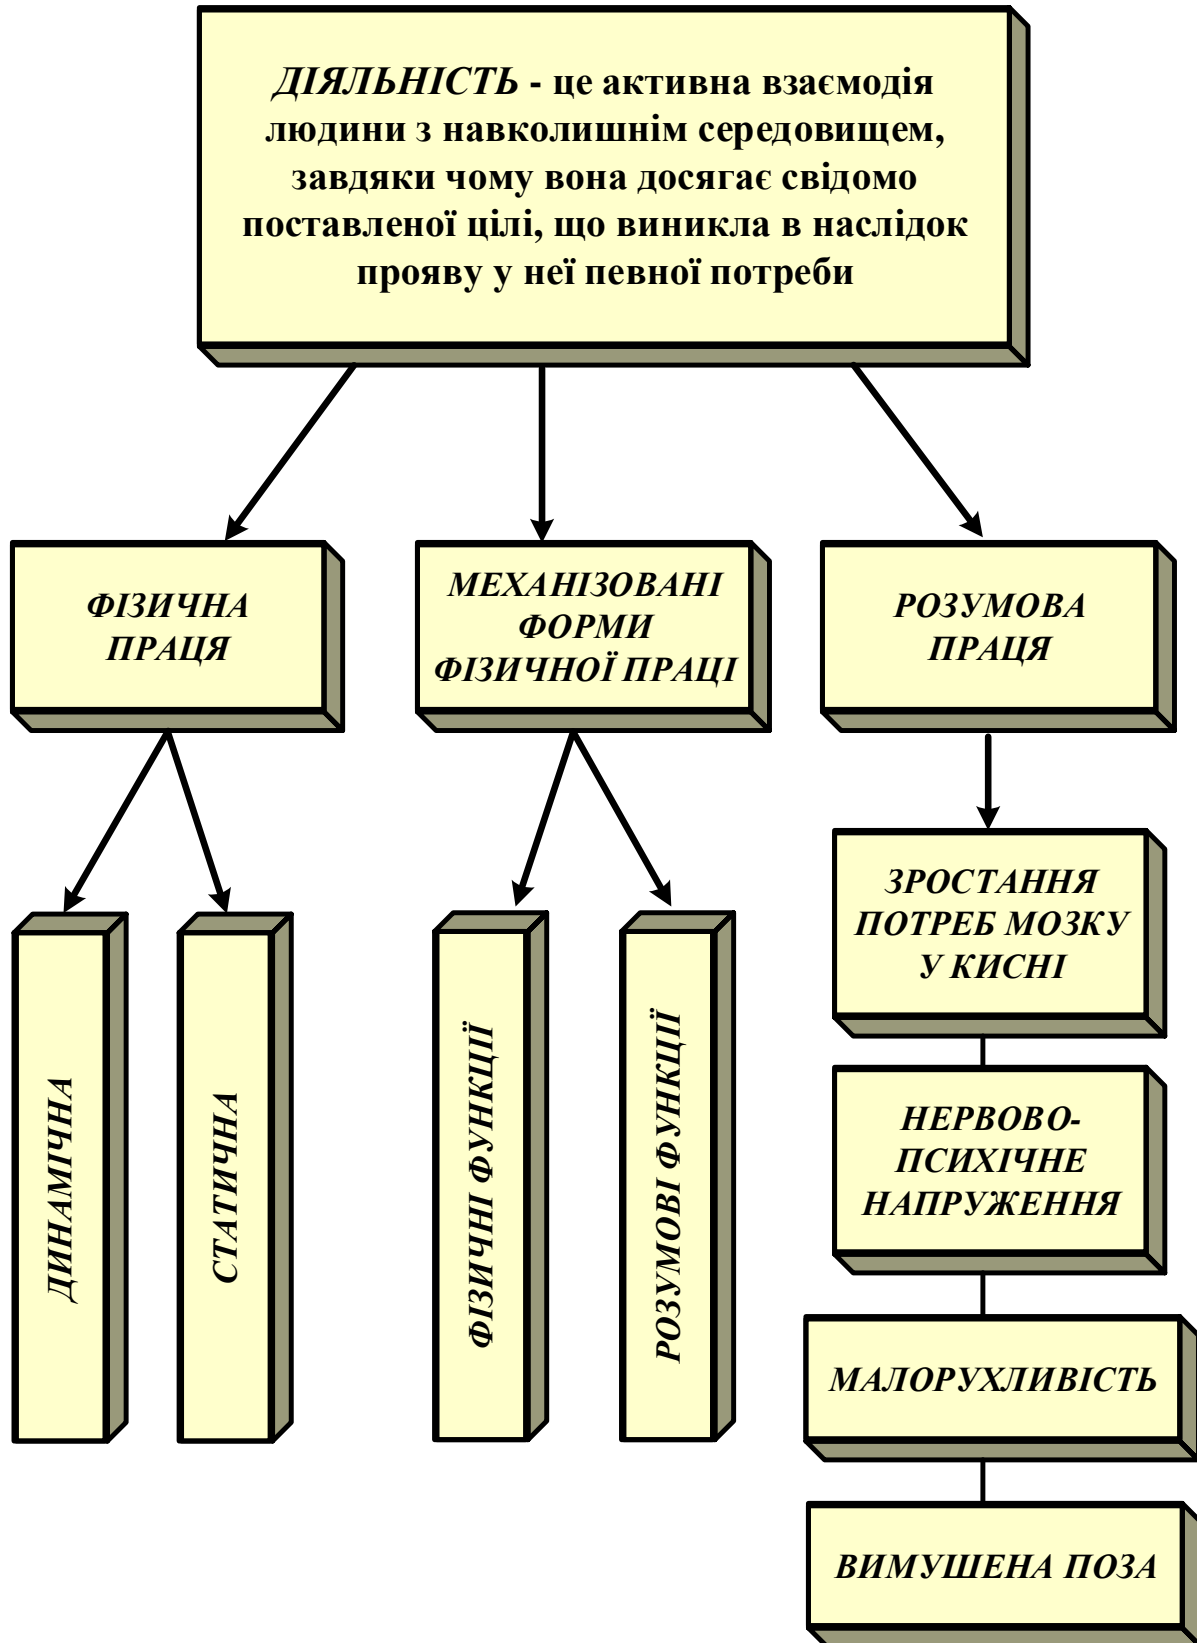 ДІЯЛЬНІСТЬ - це активна взаємодія
людини з навколишнім середовищем,
завдяки чому вона досягає свідомо
поставленої цілі, що виникла в наслідок
прояву у неї певної потреби
ФІЗИЧНА
ПРАЦЯ
МЕХАНІЗОВАНІ
ФОРМИ
ФІЗИЧНОЇ ПРАЦІ
РОЗУМОВА
ПРАЦЯ
ДИНАМІЧНА
СТАТИЧНА
ФІЗИЧНІ ФУНКЦІЇ
РОЗУМОВІ ФУНКЦІЇ
ЗРОСТАННЯ
ПОТРЕБ МОЗКУ
У КИСНІ
НЕРВОВО-
ПСИХІЧНЕ
НАПРУЖЕННЯ
МАЛОРУХЛИВІСТЬ
ВИМУШЕНА ПОЗА